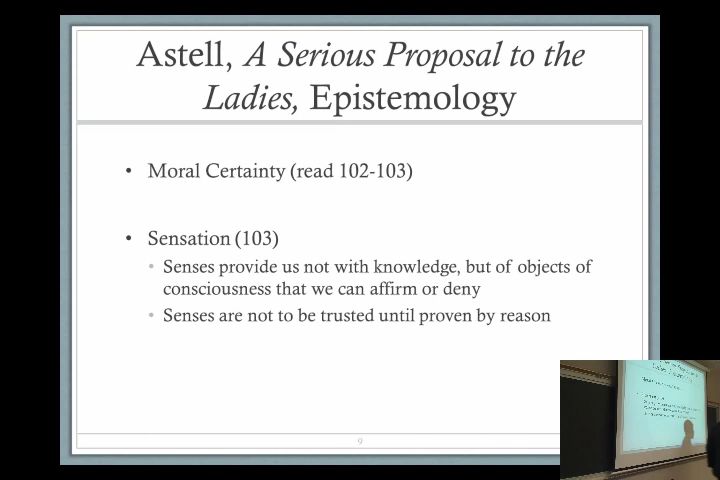 Astell, A Serious Proposal to the
Ladies, Epistemology
• Moral Certainty (read 102-103)
• Sensation (103)
• Senses provide us not with knowledge, but of objects of
consciousness that we can affirm or deny
• Senses are not to be trusted until proven by reason
9